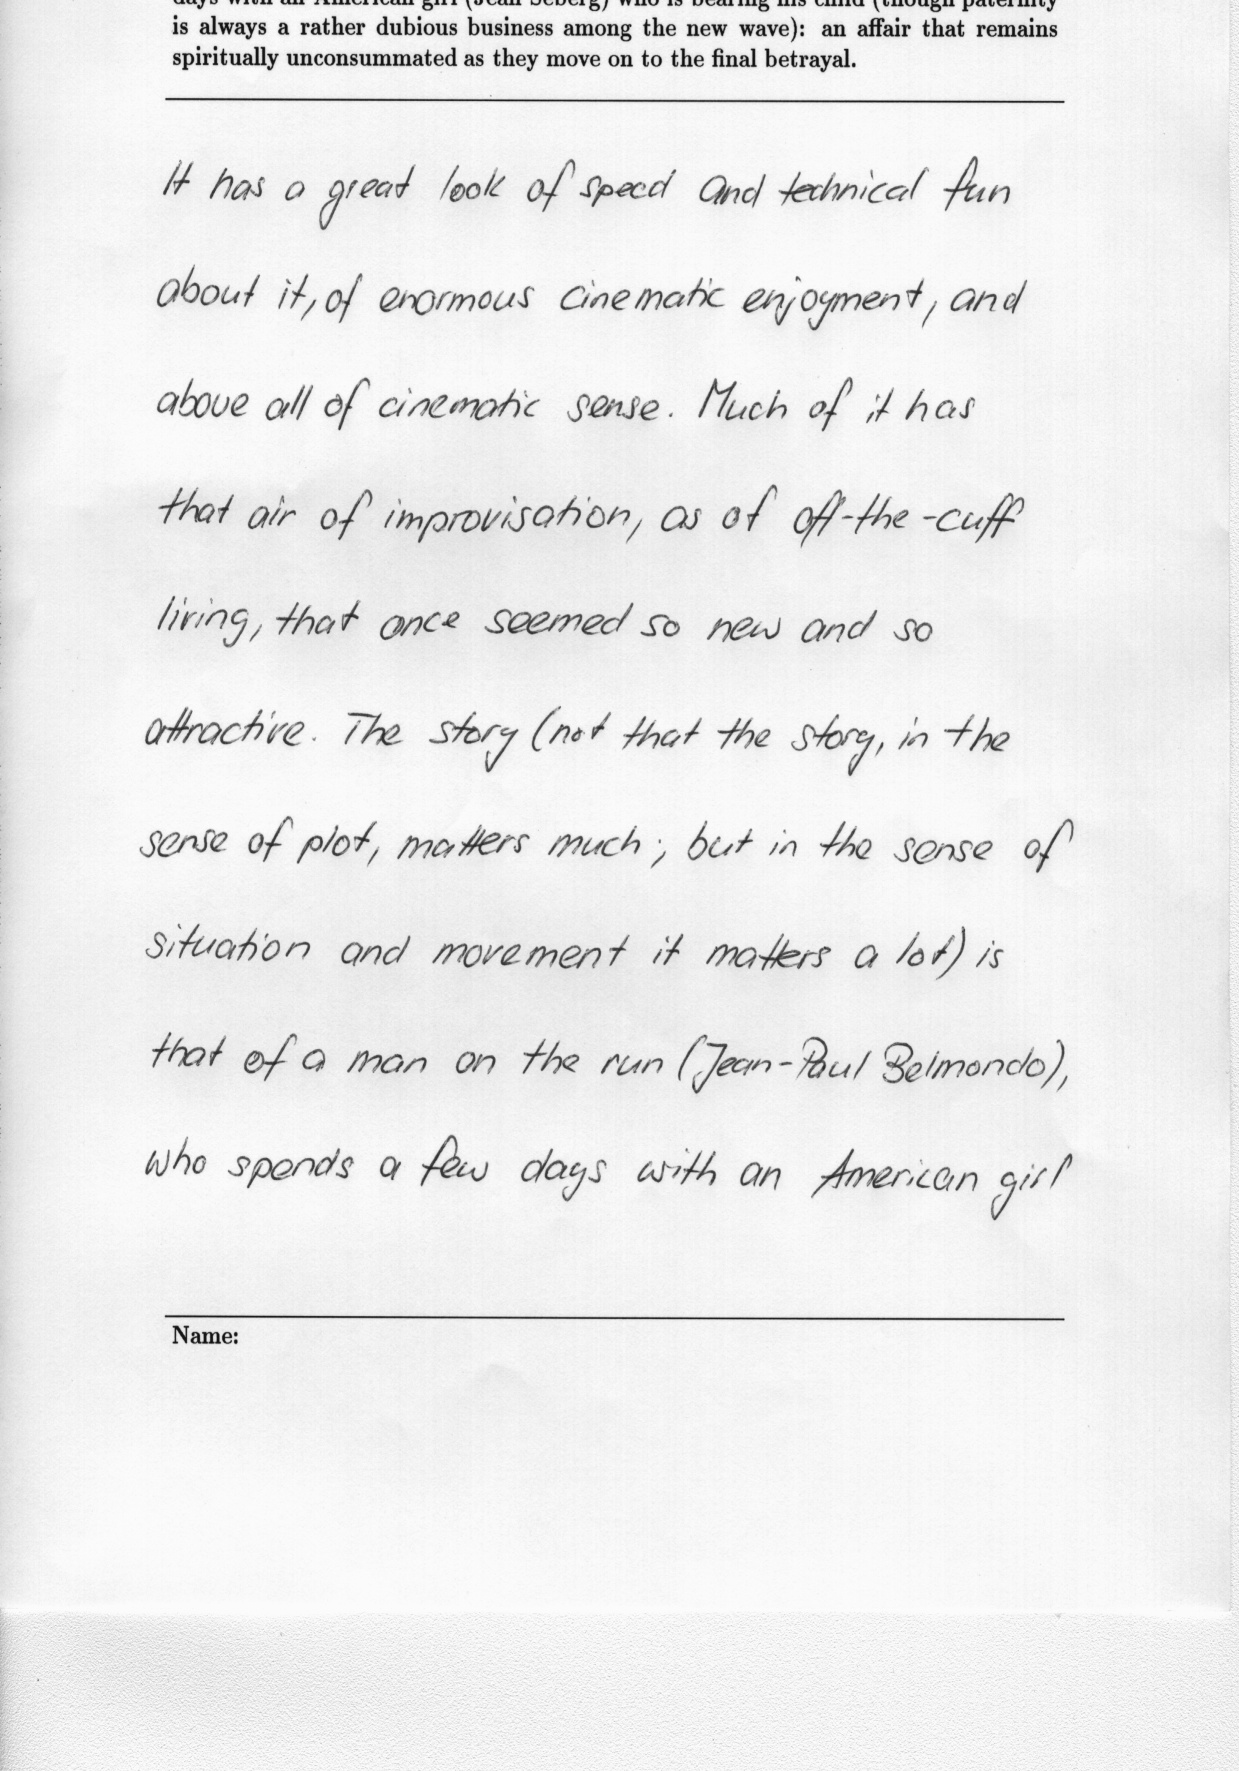 days with an American girl (Jean Seberg) who is bearing his child (though paternity
is always a rather dubious business among the new wave): an affair that remains
spiritually unconsummated as they move on to the final betrayal.
It has a great look of speed and technical fun
about it, of enormous cinematic enjoyment, and
above all of cinematic sense. Much of it has
that air of improvisation, as of off-the-cuff
living, that once seemed so new and so
attractive. The story (not that the story, in the
sense of plot, matters much; but in the sense of
situation and movement it matters a lot) is
that of a man on the run (Jean-Paul Belmondo),
who spends a few days with an American girl
Name: